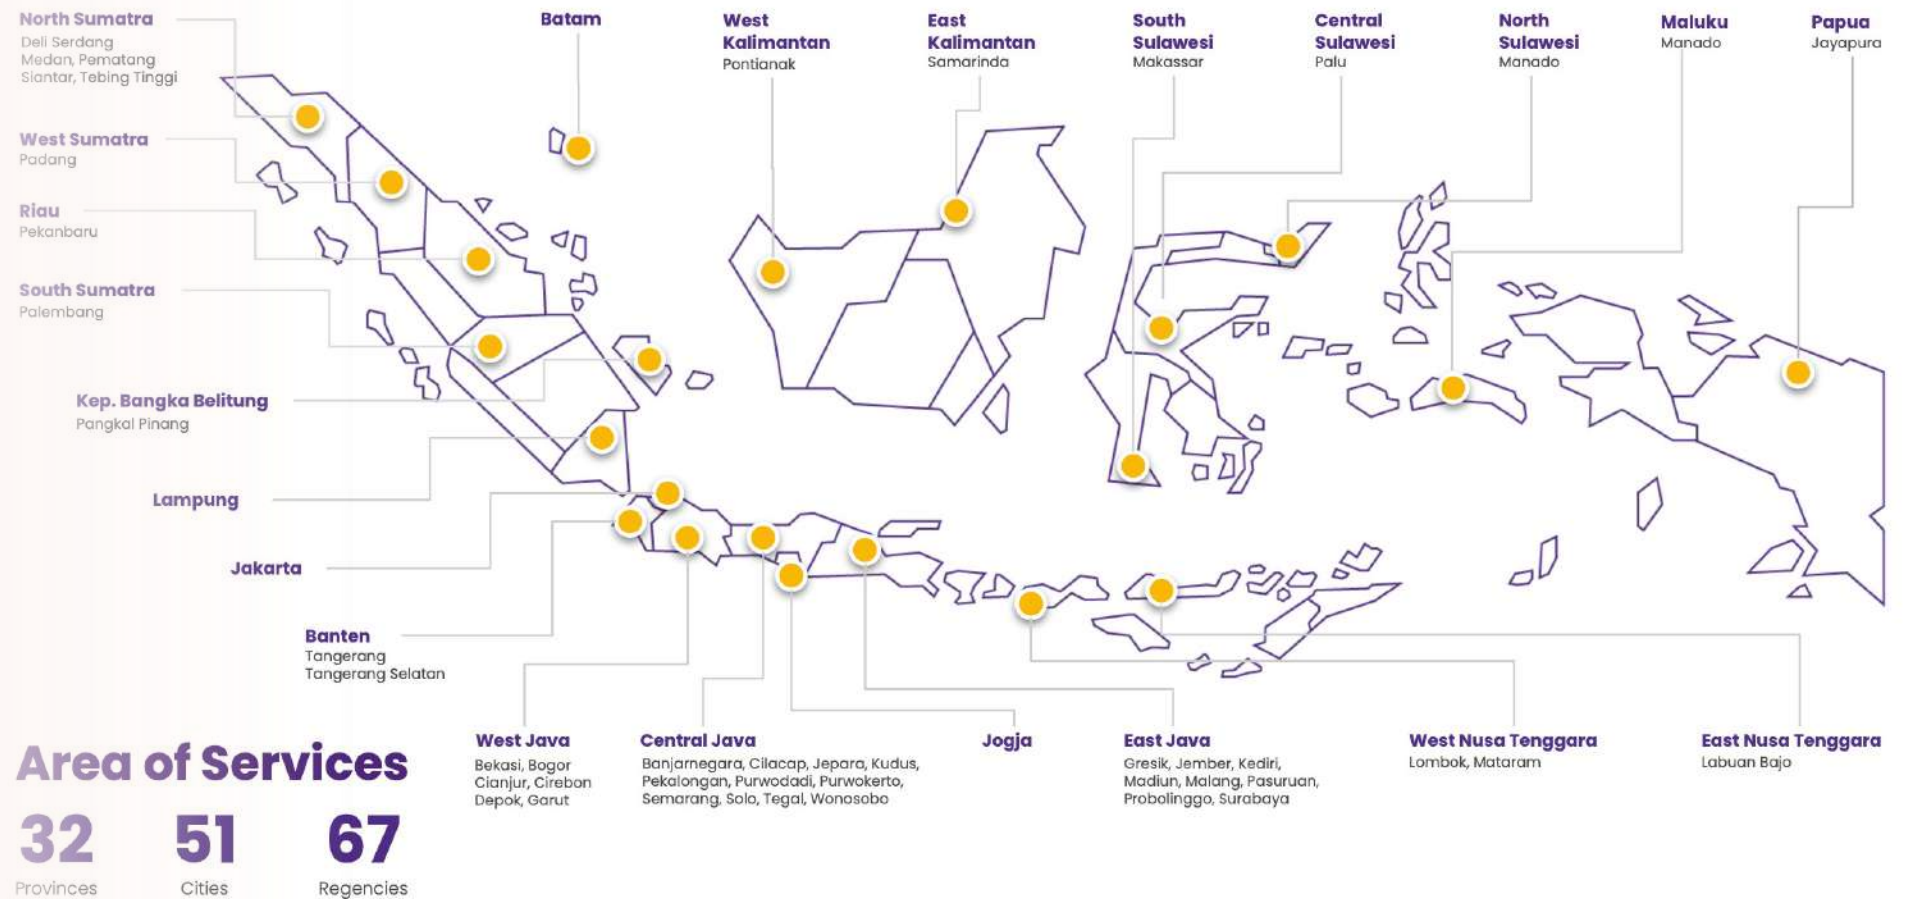 North Sumatra
Deli Serdang
Medan, Pematang
Siantar, Tebing Tinggi
West Sumatra
Padang
Riau
Pekanbaru
South Sumatra
Palembang
Kep. Bangka Belitung
Pangkal Pinang
Lampung
Jakarta
Banten
Tangerang
Tangerang Selatan
Batam
West
Kalimantan
Pontianak
East
Kalimantan
Samarinda
South
Sulawesi
Makassar
Central
Sulawesi
Palu
North
Sulawesi
Manado
Maluku
Manado
Papua
Jayapura
West Java
Bekasi, Bogor
Cianjur, Cirebon
Depok, Garut
Central Java
Banjarnegara, Cilacap, Jepara, Kudus,
Pekalongan, Purwodadi, Purwokerto,
Semarang, Solo, Tegal, Wonosobo
Jogja
East Java
Gresik, Jember, Kediri,
Madiun, Malang, Pasuruan,
Probolinggo, Surabaya
West Nusa Tenggara
Lombok, Mataram
East Nusa Tenggara
Labuan Bajo
Area of Services
32
Provinces
51
Cities
67
Regencies